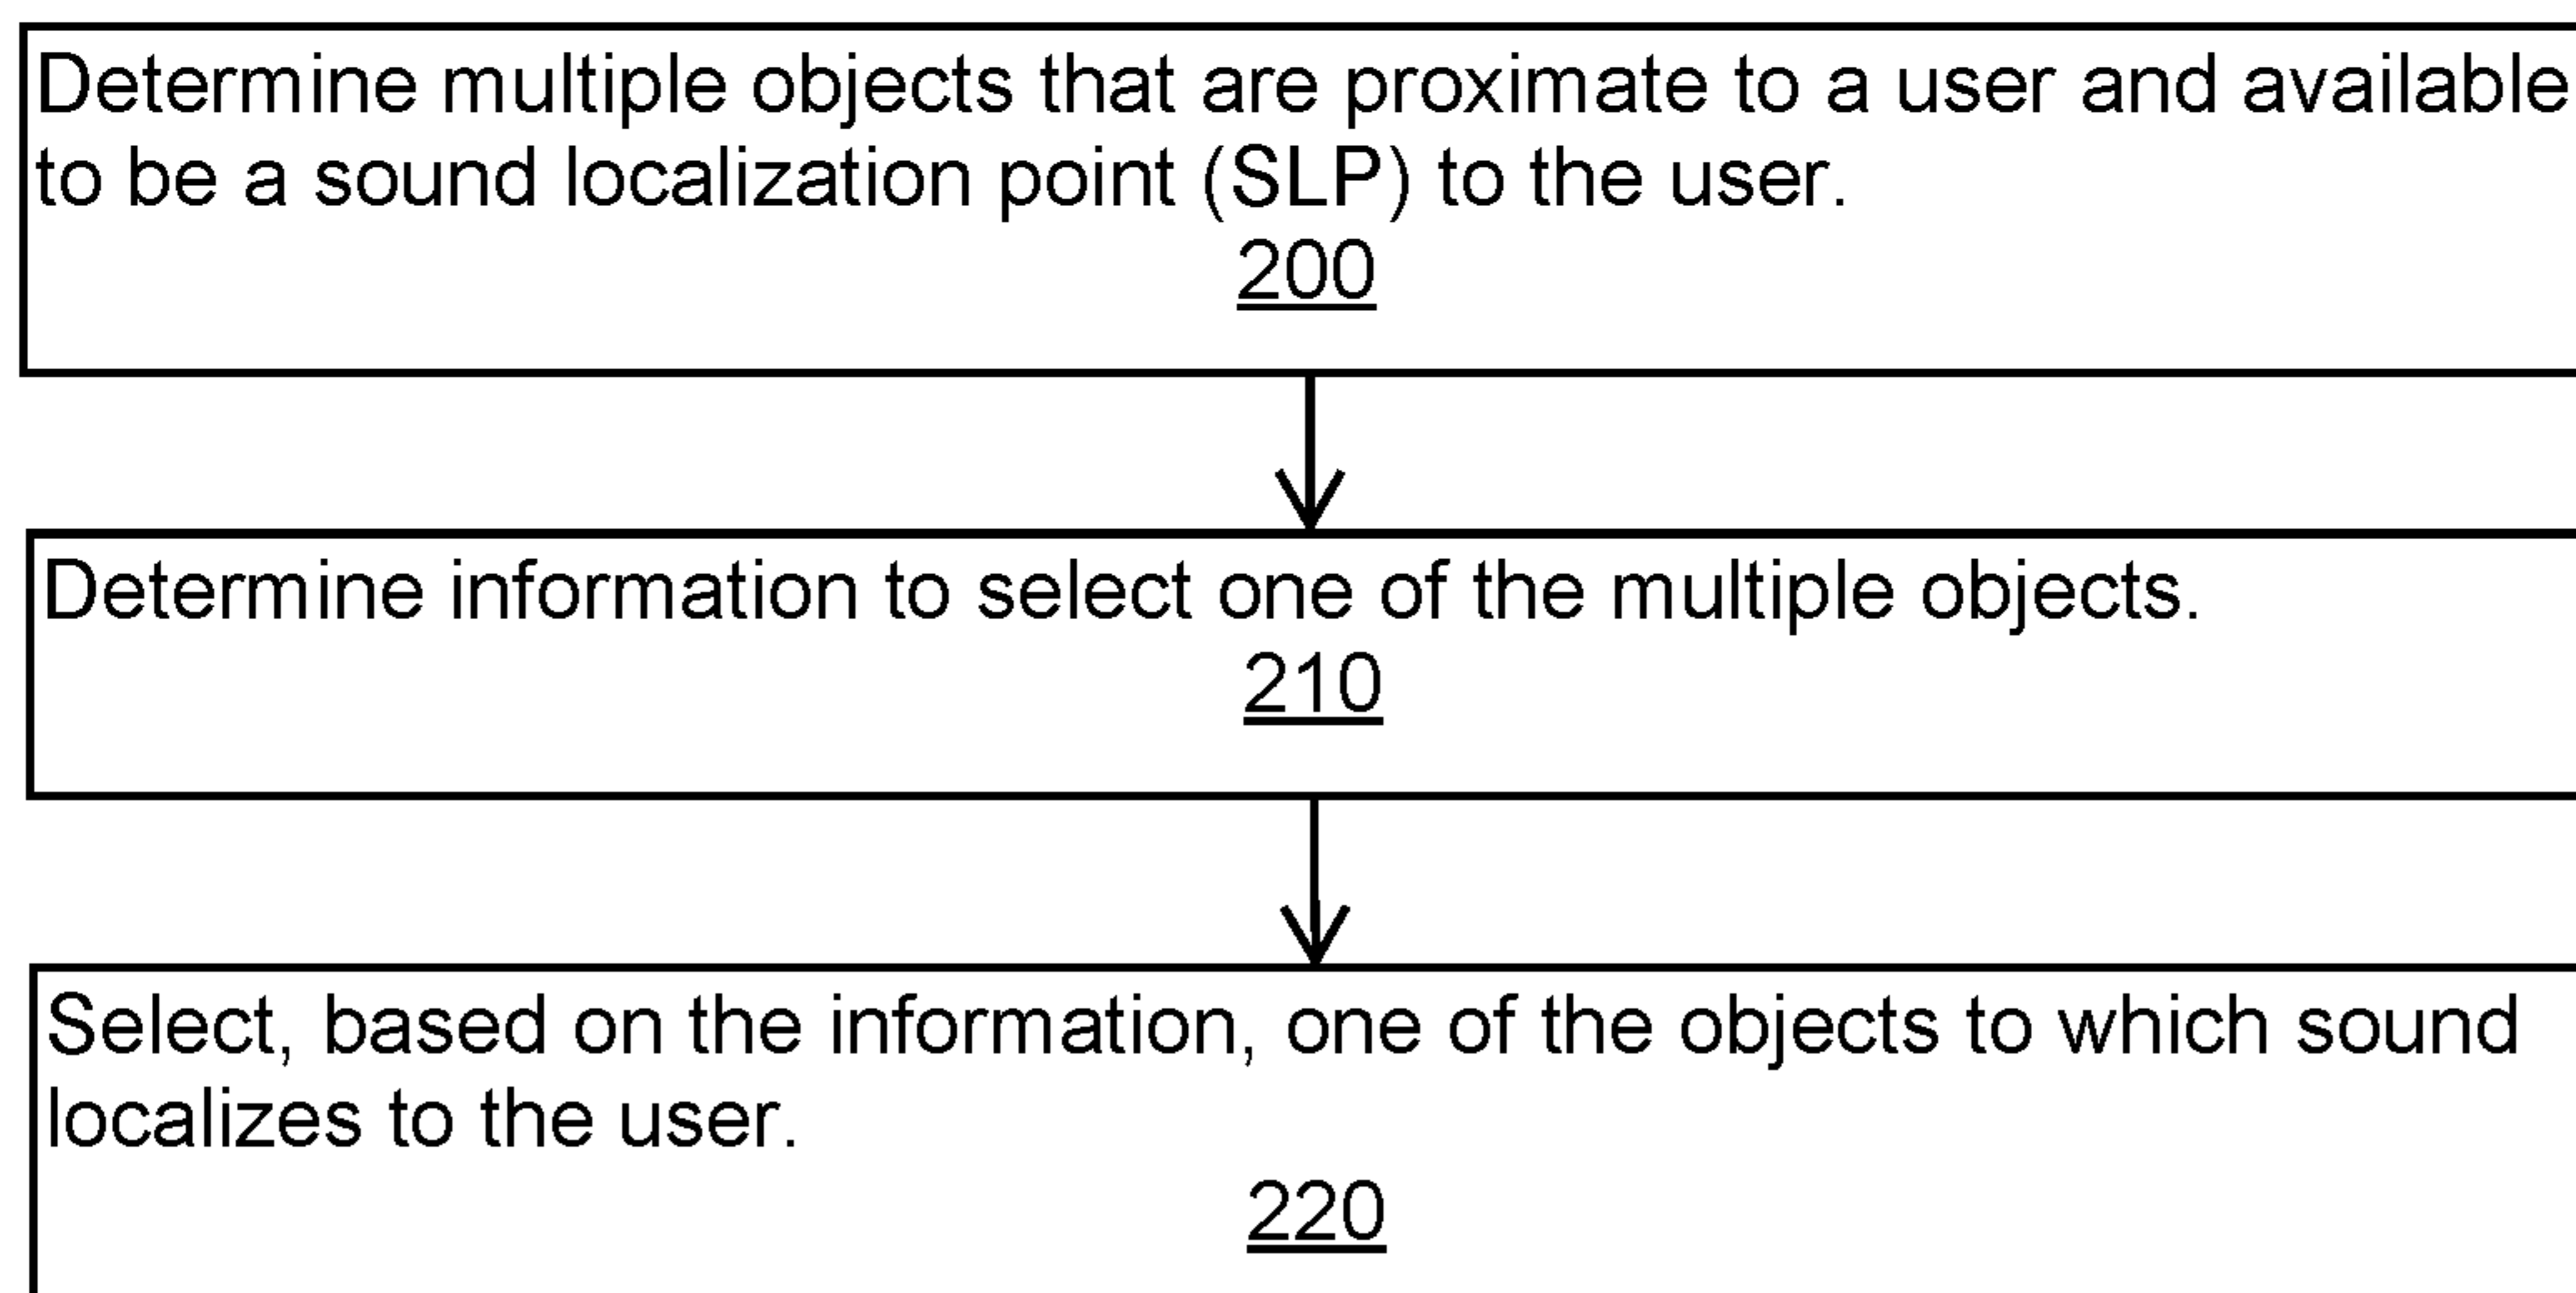 Determine multiple objects that are proximate to a user and available
to be a sound localization point (SLP) to the user.
200
Determine information to select one of the multiple objects.
210
Select, based on the information, one of the objects to which sound
localizes to the user.
220